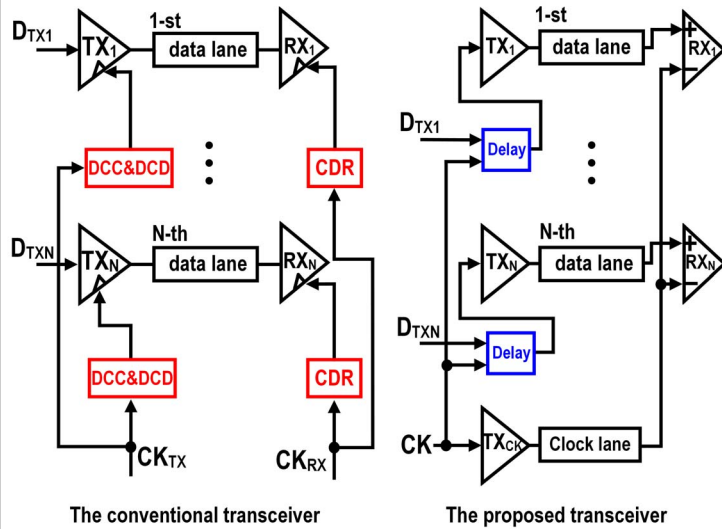 DTX1
TX1
1-st
data lane
RX1
DCC&DCD
CDR
DTXN
TXN
N-th
data lane
RXN
DCC&DCD
CDR
CKTX
CKRX
The conventional transceiver
1-st
TX1
data lane
+
RX1
−
DTX1
Delay
N-th
TXN
data lane
+
RXN
−
DTXN
Delay
CK
TXCK
Clock lane
The proposed transceiver